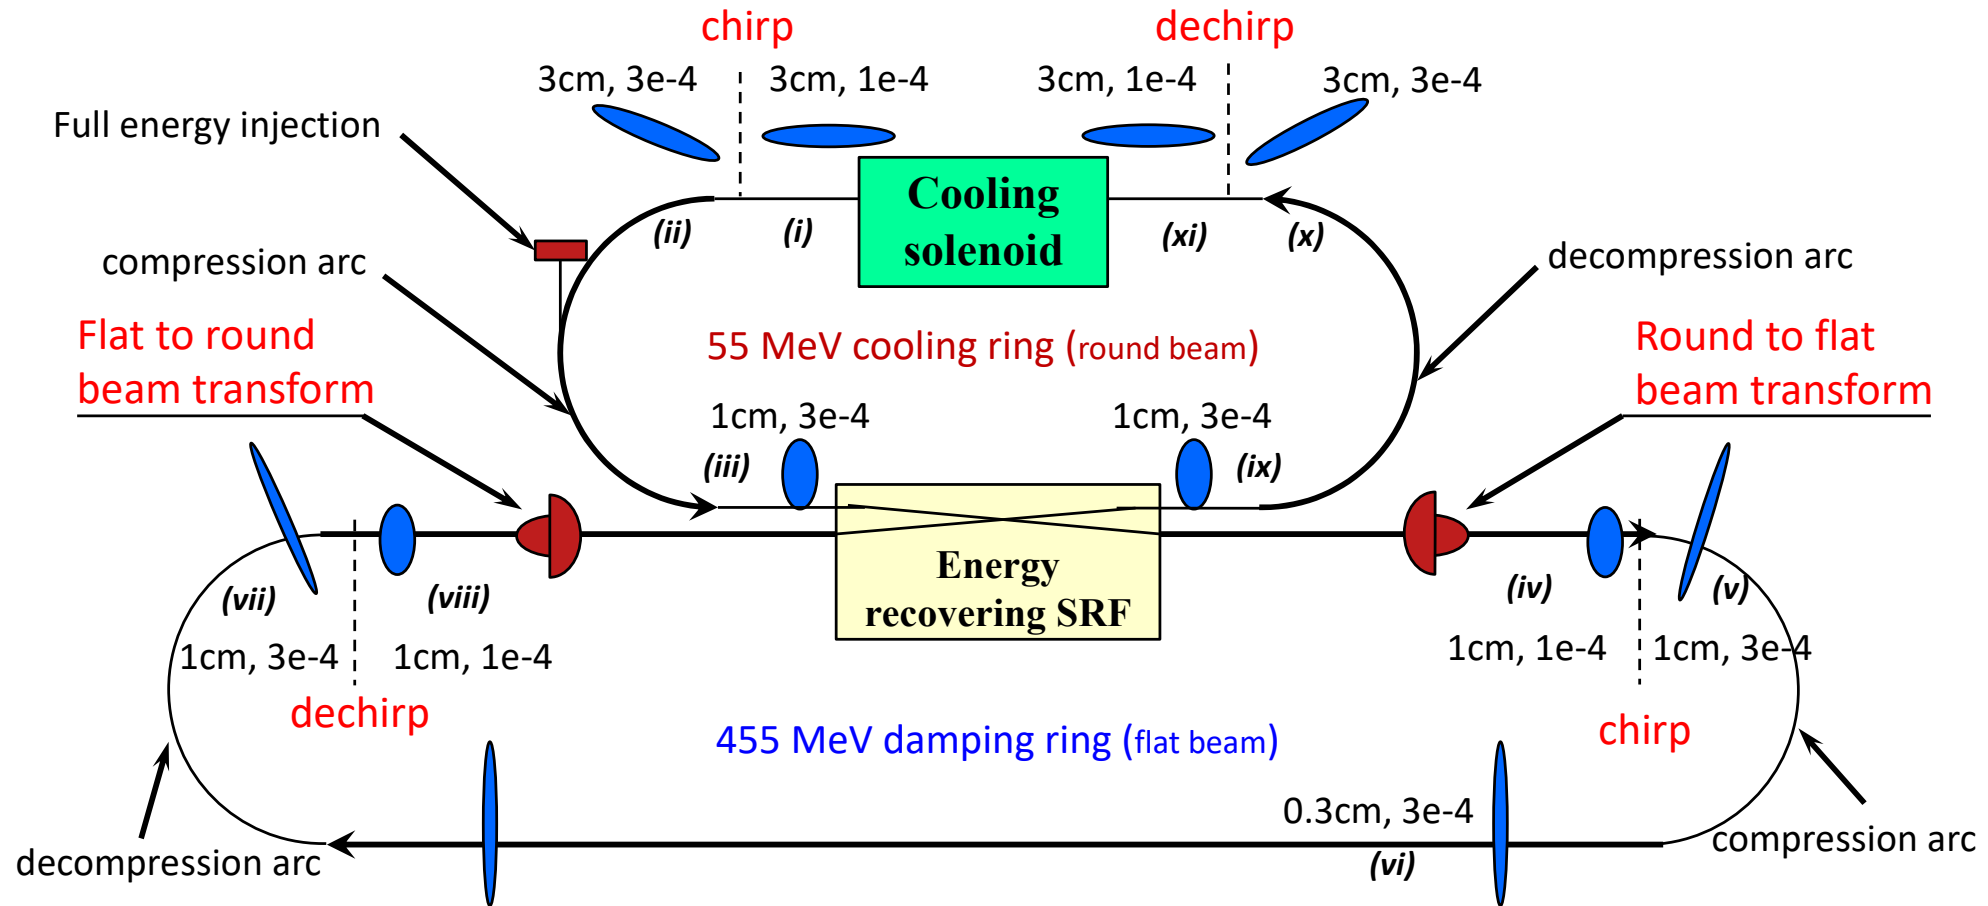 chirp
dechirp
3cm, 3e-4
3cm, 1e-4
3cm, 1e-4
3cm, 3e-4
Full energy injection
Cooling
solenoid
(ii)
(i)
(xi)
(x)
compression arc
decompression arc
Flat to round
beam transform
55 MeV cooling ring (round beam)
Round to flat
beam transform
1cm, 3e-4
1cm, 3e-4
(iii)
(ix)
Energy
recovering SRF
(vii)
(viii)
(iv)
(v)
1cm, 3e-4
1cm, 1e-4
1cm, 1e-4
1cm, 3e-4
dechirp
chirp
455 MeV damping ring (flat beam)
0.3cm, 3e-4
(vi)
decompression arc
compression arc